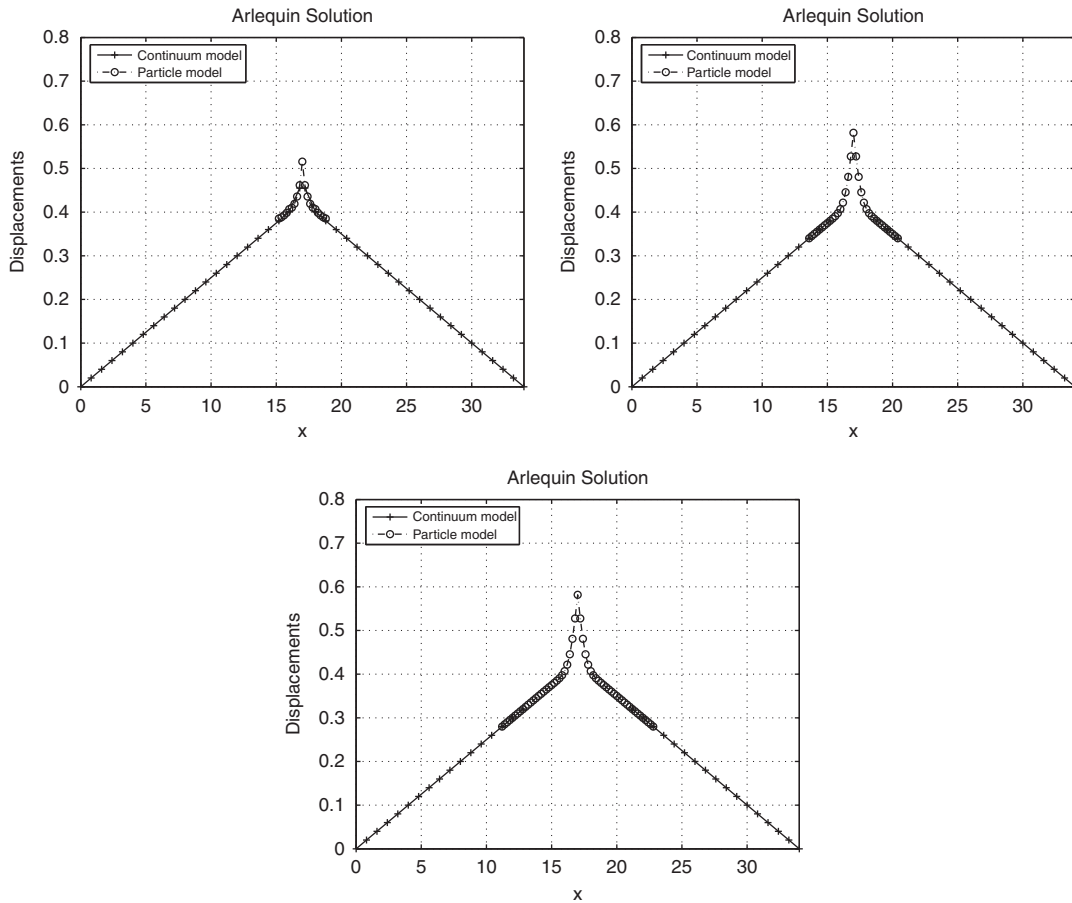 Arlequin Solution
Continuum model
Particle model
Displacements
0.8
0.7
0.6
0.5
0.4
0.3
0.2
0.1
0
0 5 10 15 20 25 30
x
Arlequin Solution
Continuum model
Particle model
Displacements
0.8
0.7
0.6
0.5
0.4
0.3
0.2
0.1
0
0 5 10 15 20 25 30
x
Arlequin Solution
Continuum model
Particle model
Displacements
0.8
0.7
0.6
0.5
0.4
0.3
0.2
0.1
0
0 5 10 15 20 25 30
x